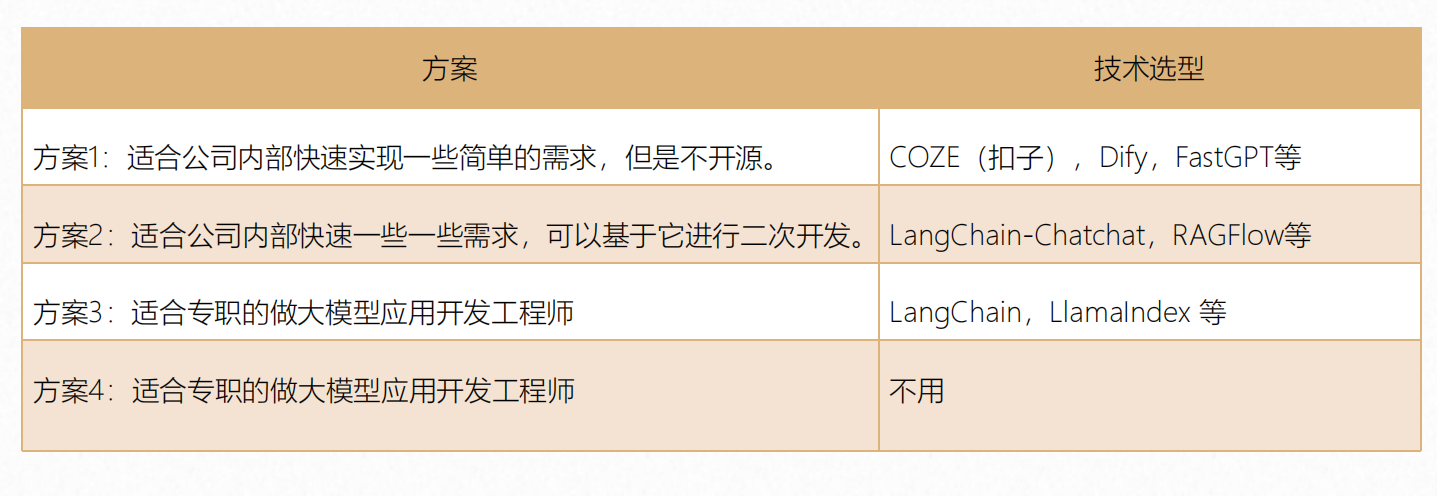 方案
技术选型
方案1：适合公司内部快速实现一些简单的需求，但是不开源。
COZE（扣子），Dify，FastGPT等
方案2：适合公司内部快速一些一些需求，可以基于它进行二次开发。
LangChain-Chatchat，RAGFlow等
方案3：适合专职的做大模型应用开发工程师
LangChain，LlamaIndex 等
方案4：适合专职的做大模型应用开发工程师
不用